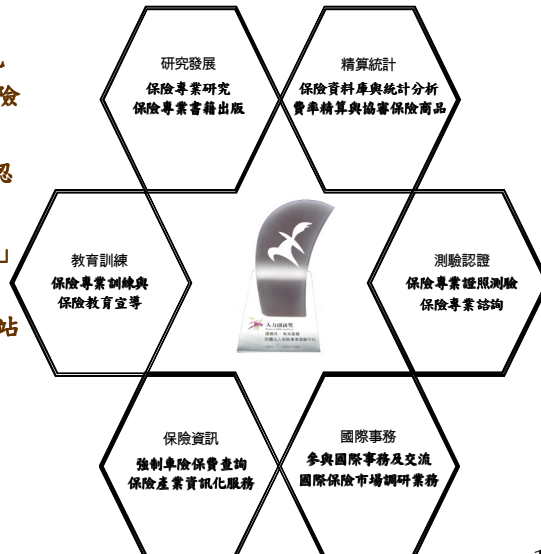 險
認
」
站
研究發展
保險專業研究
保險專業書籍出版
精算統計
保險資料庫與統計分析
費率精算與協審保險商品
教育訓練
保險專業訓練與
保險教育宣導
人力創新獎
測驗認證
保險專業證照測驗
保險專業諮詢
保險資訊
強制車險保費查詢
保險產業資訊化服務
國際事務
參與國際事務及交流
國際保險市場調研業務